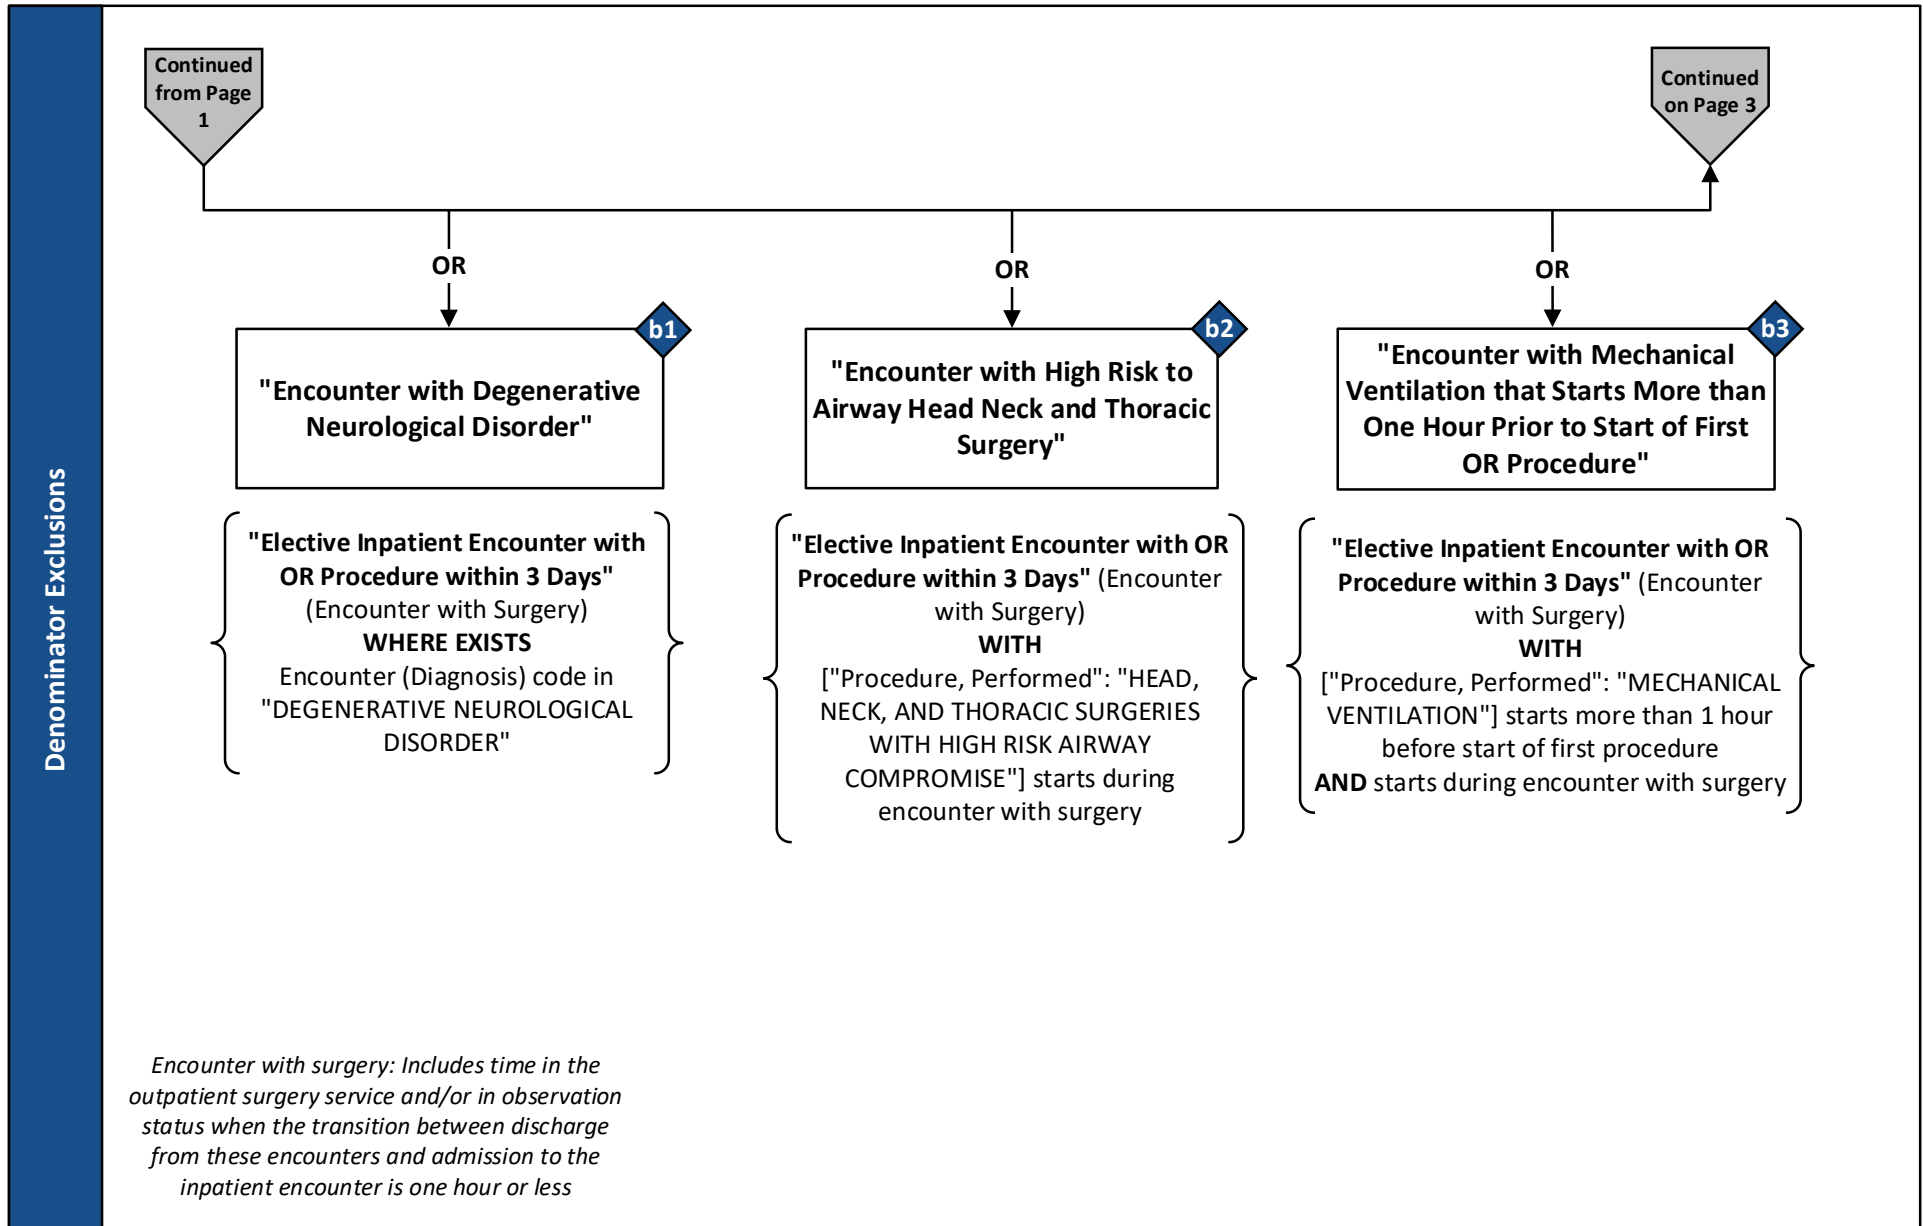 Denominator Exclusions
Continued
from Page
1
Continued
on Page 3
OR
OR
OR
b1
"Encounter with Degenerative
Neurological Disorder"
"Elective Inpatient Encounter with
OR Procedure within 3 Days"
(Encounter with Surgery)
WHERE EXISTS
Encounter (Diagnosis) code in
"DEGENERATIVE NEUROLOGICAL
DISORDER"
b2
"Encounter with High Risk to
Airway Head Neck and Thoracic
Surgery"
"Elective Inpatient Encounter with OR
Procedure within 3 Days" (Encounter
with Surgery)
WITH
["Procedure, Performed": "HEAD,
NECK, AND THORACIC SURGERIES
WITH HIGH RISK AIRWAY
COMPROMISE"] starts during
encounter with surgery
b3
"Encounter with Mechanical
Ventilation that Starts More than
One Hour Prior to Start of First
OR Procedure"
"Elective Inpatient Encounter with OR
Procedure within 3 Days" (Encounter
with Surgery)
WITH
["Procedure, Performed": "MECHANICAL
VENTILATION"] starts more than 1 hour
before start of first procedure
AND starts during encounter with surgery
Encounter with surgery: Includes time in the
outpatient surgery service and/or in observation
status when the transition between discharge
from these encounters and admission to the
inpatient encounter is one hour or less